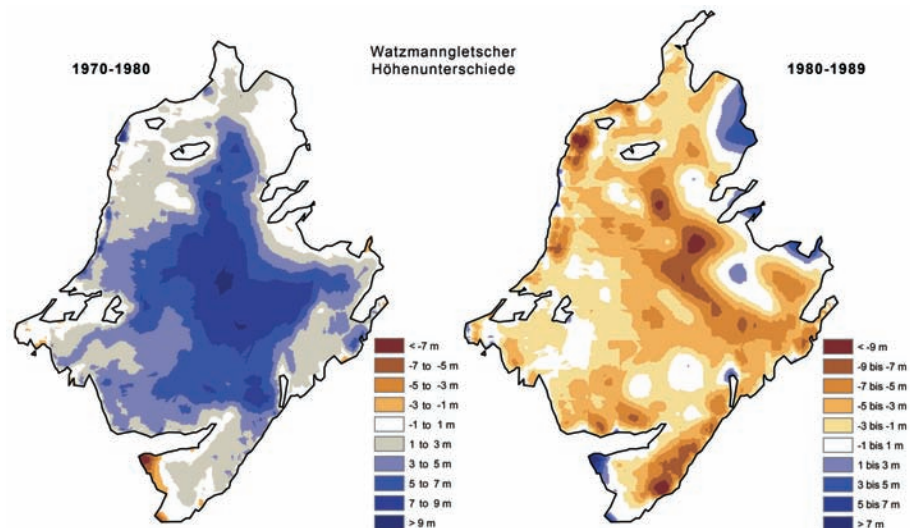 1970-1980
Watzmanngletscher
Höhenunterschiede
1980-1989
< -7 m
-7 to -5 m
-5 to -3 m
-3 to -1 m
-1 to 1 m
1 to 3 m
3 to 5 m
5 to 7 m
7 to 9 m
> 9 m
< -9 m
-9 bis -7 m
-7 bis -5 m
-5 bis -3 m
-3 bis -1 m
-1 bis 1 m
1 bis 3 m
3 bis 5 m
5 bis 7 m
> 7 m